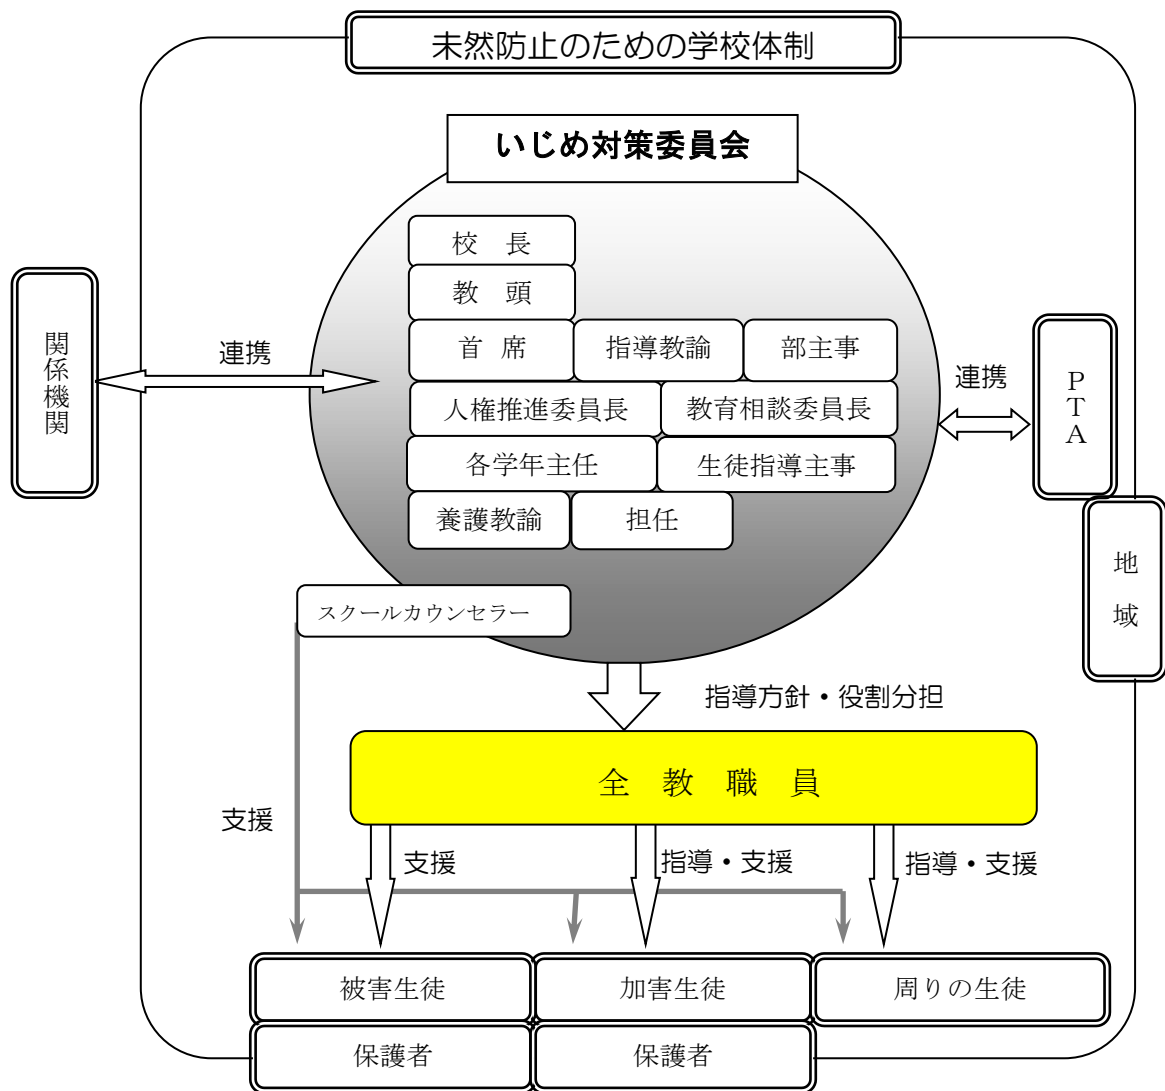 未然防止のための学校体制
いじめ対策委員会
校 長
教 頭
首 席
指導教諭
部主事
人権推進委員長
教育相談委員長
各学年主任
生徒指導主事
養護教諭
担任
スクールカウンセラー
関係機関
連携
連携
PTA
地域
指導方針・役割分担
全 教 職 員
支援
支援
指導・支援
指導・支援
被害生徒
加害生徒
周りの生徒
保護者
保護者